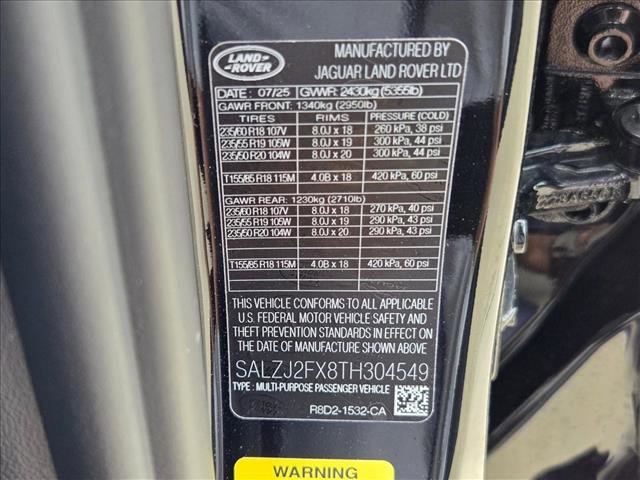 LAND-
-ROVER
MANUFACTURED BY
JAGUAR LAND ROVER LTD
DATE: 07/25 GVWR: 2430kg (5355lb)
GAWR FRONT: 1340kg (2950lb)
TIRES RIMS PRESSURE (COLD)
235/60 R18 107V 8.0J x 18 260 kPa, 38 psi
235/55 R19 105W 8.0J x 19 300 kPa, 44 psi
235/50 R20 104W 8.0J x 20 300 kPa, 44 psi
T155/85 R18 115M 4.0B x 18 420 kPa, 60 psi
GAWR REAR: 1230kg (2710lb)
235/60 R18 107V 8.0J x 18 270 kPa, 40 psi
235/55 R19 105W 8.0J x 19 290 kPa, 43 psi
235/50 R20 104W 8.0J x 20 290 kPa, 43 psi
T155/85 R18 115M 4.0B x 18 420 kPa, 60 psi
THIS VEHICLE CONFORMS TO ALL APPLICABLE
U.S. FEDERAL MOTOR VEHICLE SAFETY AND
THEFT PREVENTION STANDARDS IN EFFECT ON
THE DATE OF MANUFACTURE SHOWN ABOVE
SALZJ2FX8TH304549
TYPE: MULTI-PURPOSE PASSENGER VEHICLE
R8D2-1532-CA
WARNING